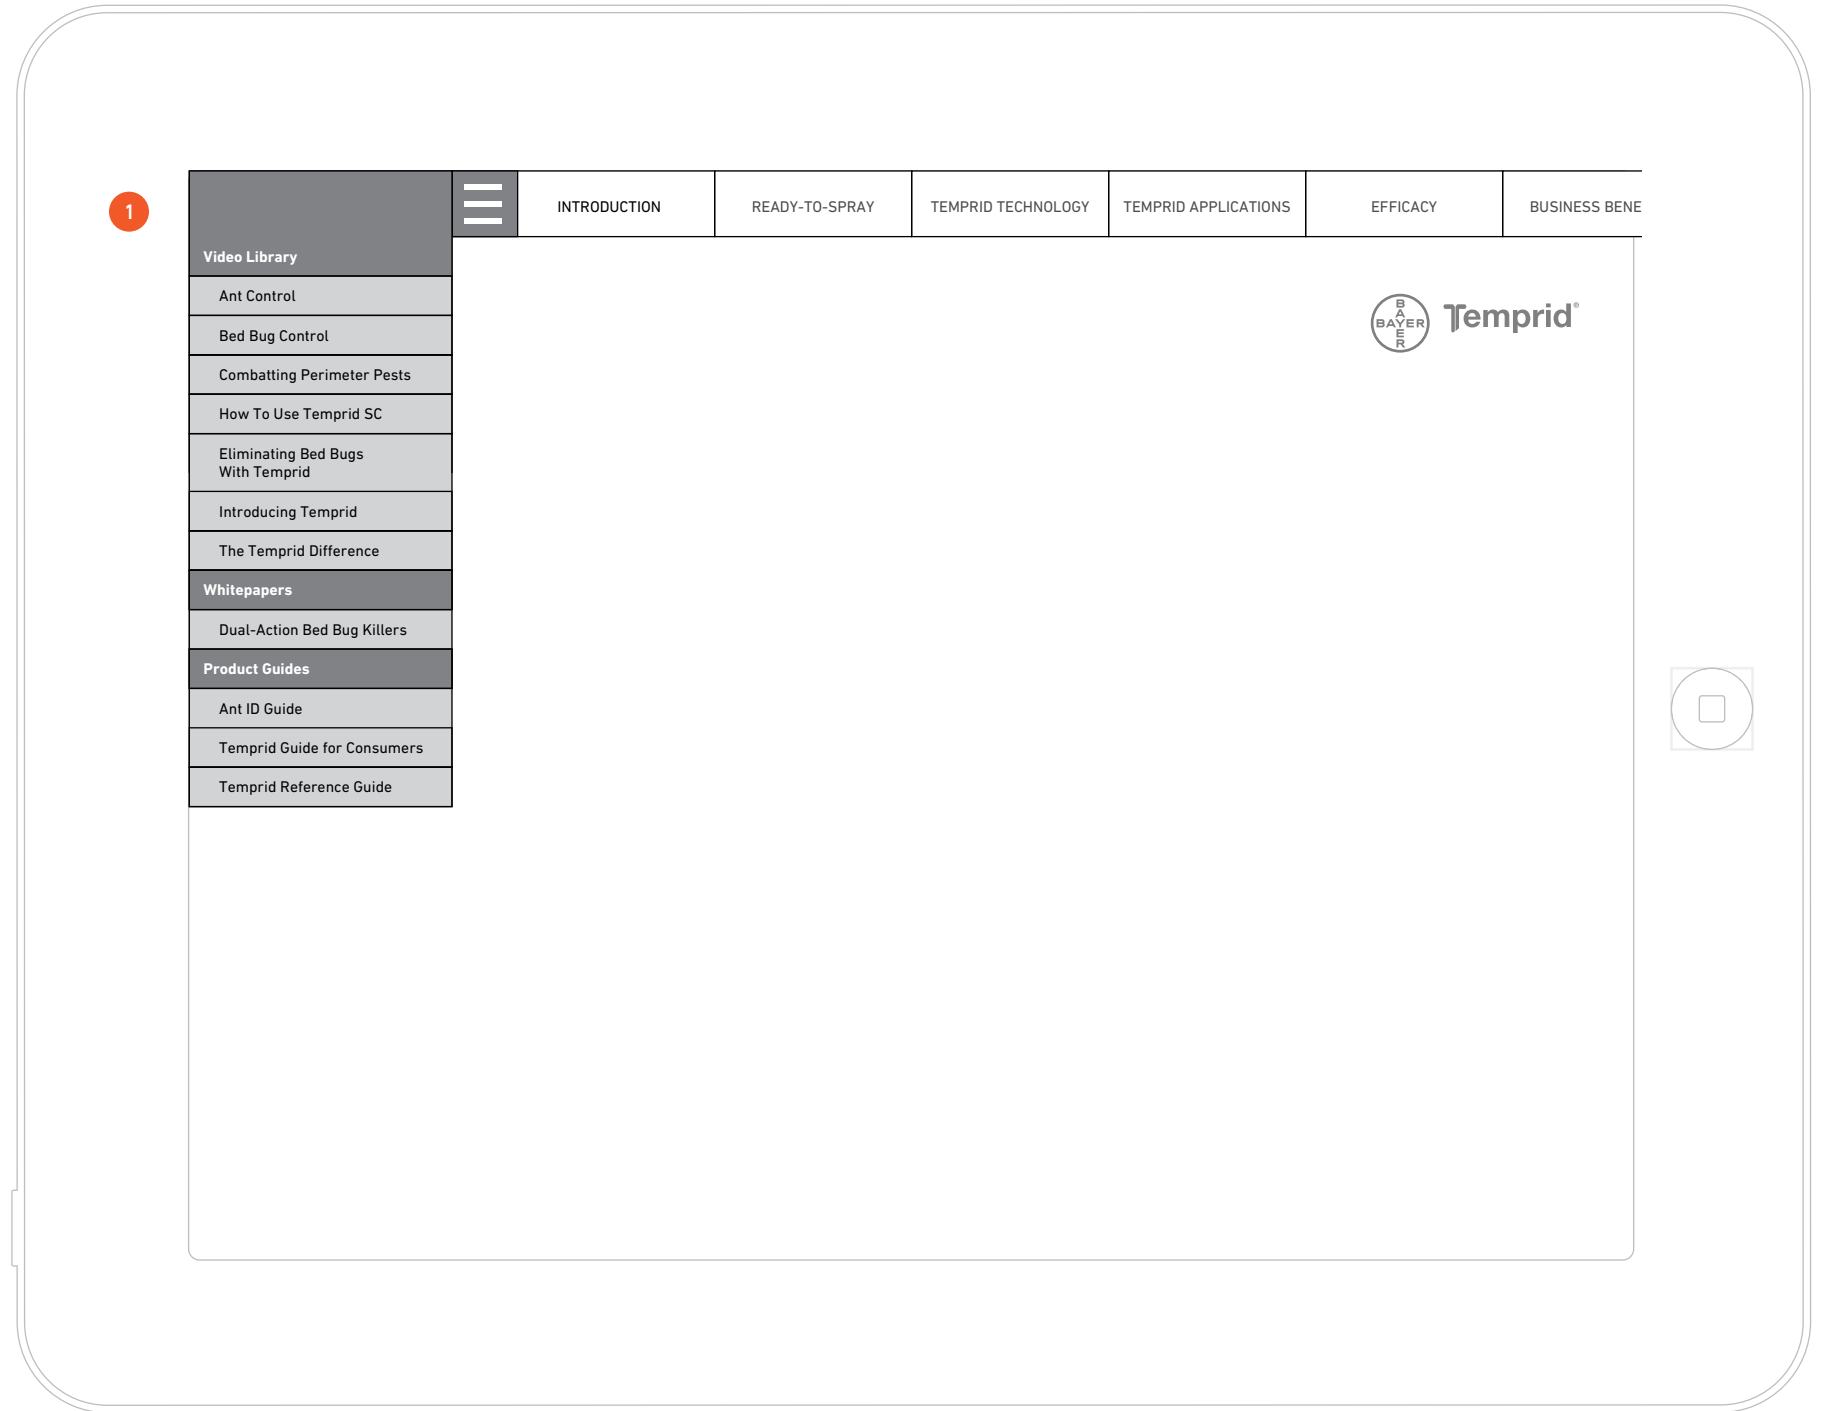 1
INTRODUCTION
READY-TO-SPRAY
TEMPRID TECHNOLOGY
TEMPRID APPLICATIONS
EFFICACY
BUSINESS BENE
Video Library
Ant Control
Bed Bug Control
Combatting Perimeter Pests
How To Use Temprid SC
Eliminating Bed Bugs
With Temprid
Introducing Temprid
The Temprid Difference
Whitepapers
Dual-Action Bed Bug Killers
Product Guides
Ant ID Guide
Temprid Guide for Consumers
Temprid Reference Guide
BAYER
BAYER
Temprid®